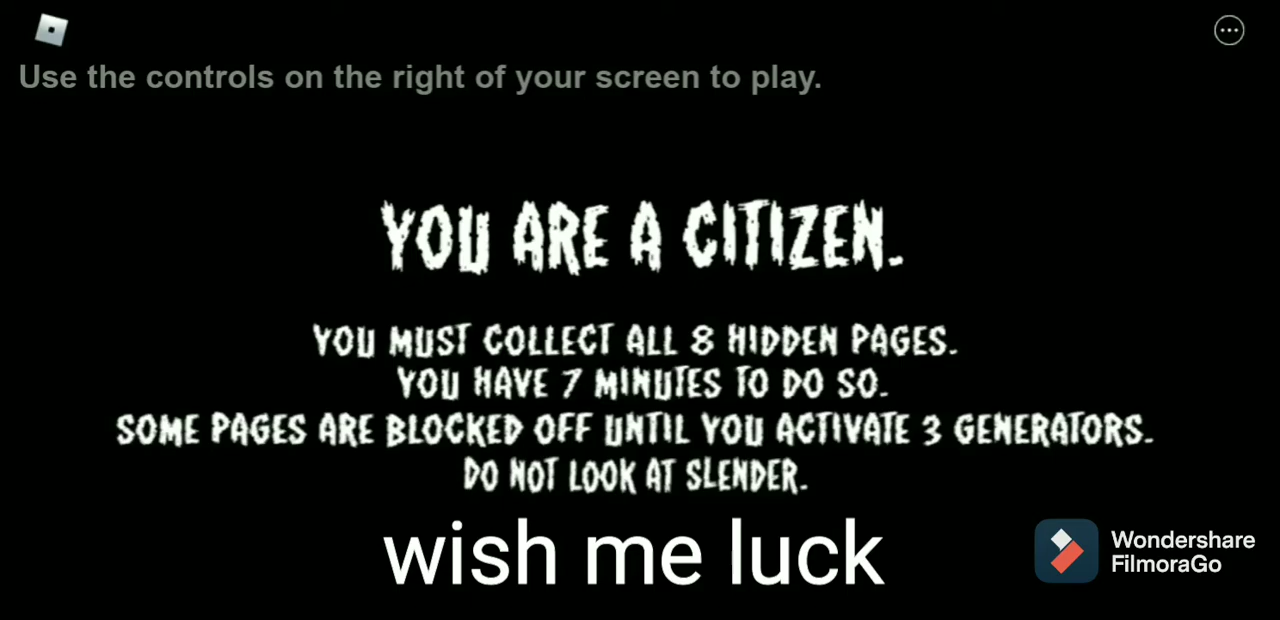 Use the controls on the right of your screen to play.
YOU ARE A CITIZEN.
YOU MUST COLLECT ALL 8 HIDDEN PAGES.
YOU HAVE 7 MINUTES TO DO SO.
SOME PAGES ARE BLOCKED OFF UNTIL YOU ACTIVATE 3 GENERATORS.
DO NOT LOOK AT SLENDER.
wish me luck
Wondershare
FilmoraGo